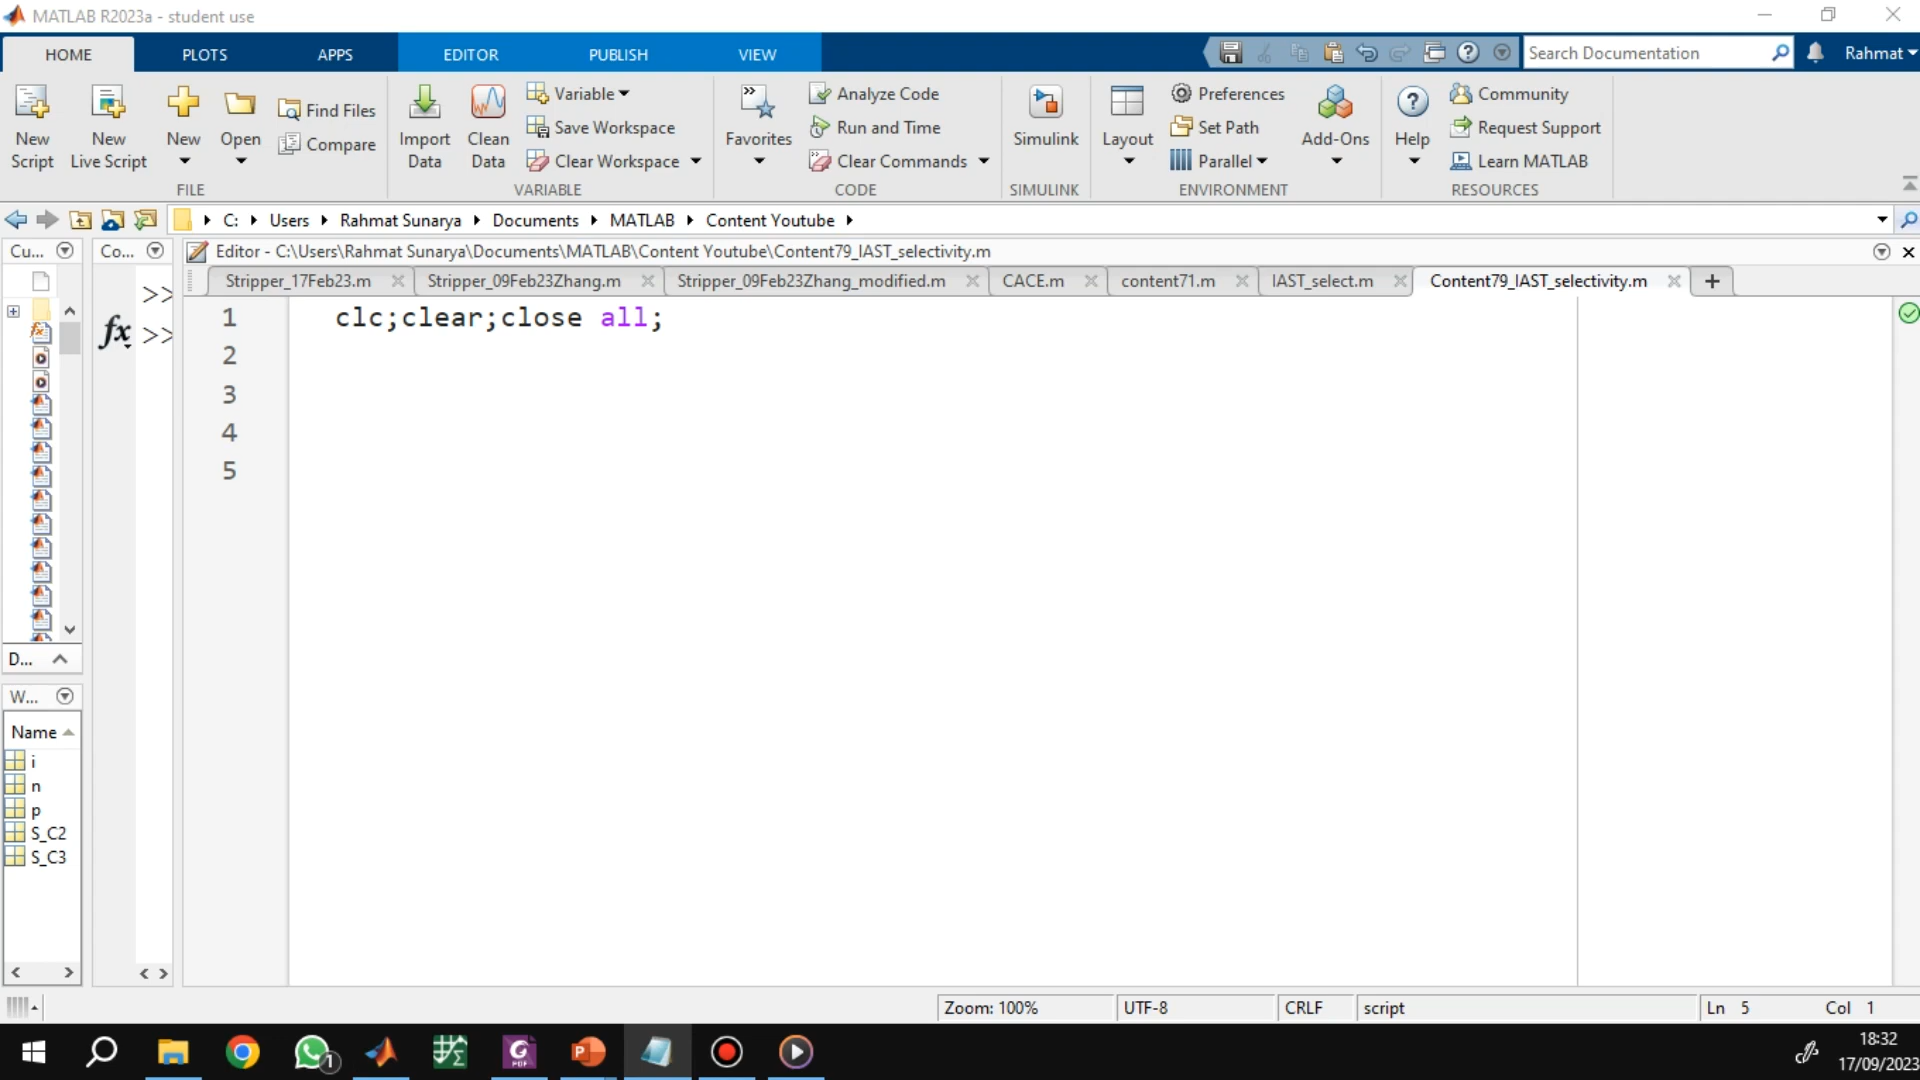 MATLAB R2023a - student use
HOME PLOTS APPS EDITOR PUBLISH VIEW
Search Documentation
Rahmat
New Script
New Live Script
New
Open
Find Files
Compare
FILE
Import Data
Clean Data
Variable
Save Workspace
Clear Workspace
VARIABLE
Favorites
Analyze Code
Run and Time
Clear Commands
CODE
Simulink
SIMULINK
Layout
Preferences
Set Path
Parallel
Add-Ons
ENVIRONMENT
Help
Community
Request Support
Learn MATLAB
RESOURCES
C: Users Rahmat Sunarya Documents MATLAB Content Youtube
Cu...
Co...
Editor - C:\Users\Rahmat Sunarya\Documents\MATLAB\Content Youtube\Content79_IAST_selectivity.m
Stripper_17Feb23.m Stripper_09Feb23Zhang.m Stripper_09Feb23Zhang_modified.m CACE.m content71.m IAST_select.m Content79_IAST_selectivity.m
>>
fx >>
1 clc;clear;close all;
2
3
4
5
D...
W...
Name
i
n
p
S_C2
S_C3
Zoom: 100% UTF-8 CRLF script Ln 5 Col 1
1
18:32
17/09/2023